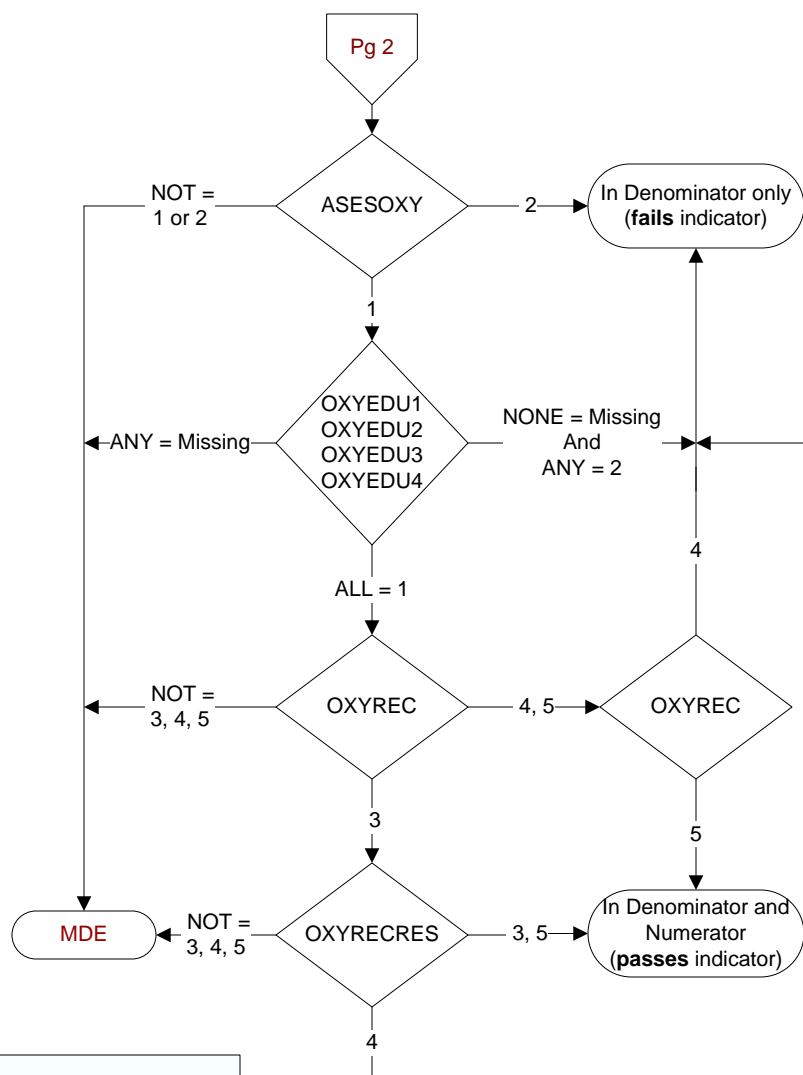 Pg 2
NOT =
1 or 2
ASESOXY
2
In Denominator only
(fails indicator)
1
ANY = Missing
OXYEDU1
OXYEDU2
OXYEDU3
OXYEDU4
NONE = Missing
And
ANY = 2
4
ALL = 1
NOT =
3, 4, 5
OXYREC
4, 5
OXYREC
3
5
MDE
NOT =
3, 4, 5
OXYRECRES
3, 5
In Denominator and
Numerator
(passes indicator)
4